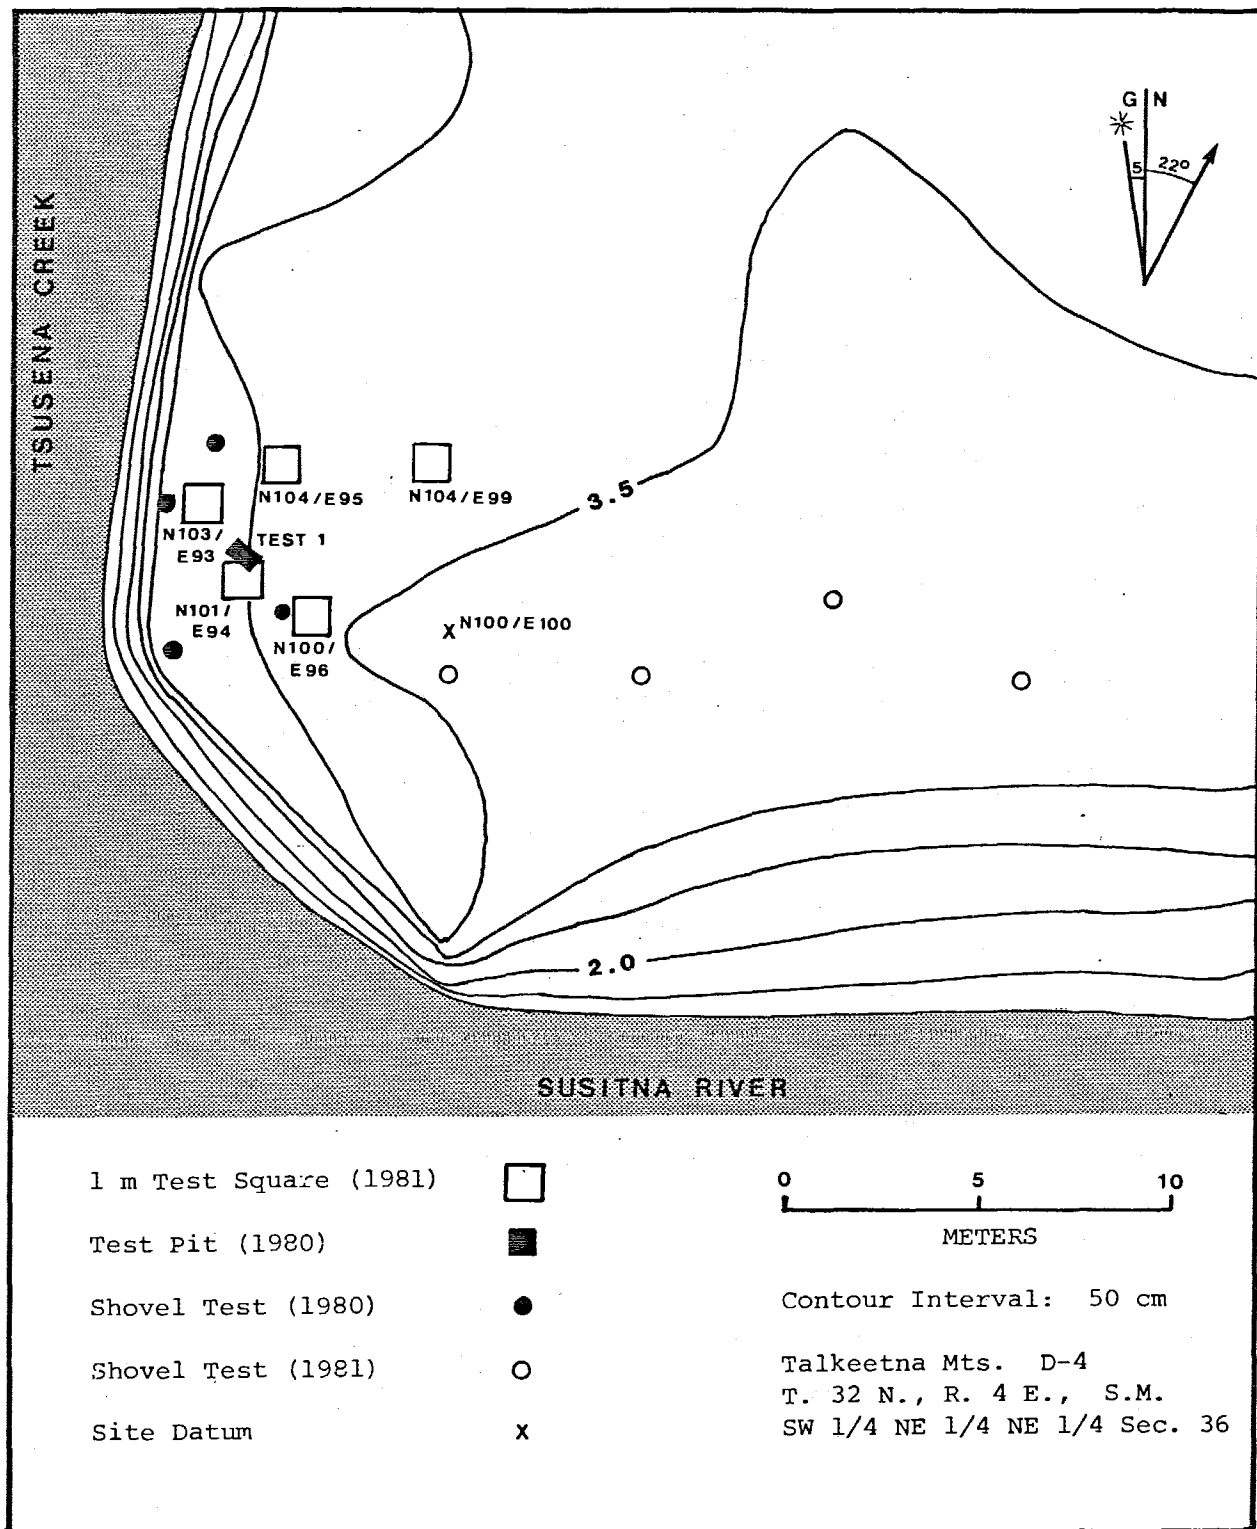 G N
5 22°
TSUSENA CREEK
3.5
N104/E95
N104/E99
N103/
E93
TEST 1
N101/
E94
N100/
E96
X N100/E100
2.0
SUSITNA RIVER
1 m Test Square (1981)
Test Pit (1980)
Shovel Test (1980)
Shovel Test (1981)
Site Datum X
0 5 10
METERS
Contour Interval: 50 cm
Talkeetna Mts. D-4
T. 32 N., R. 4 E., S.M.
SW 1/4 NE 1/4 NE 1/4 Sec. 36